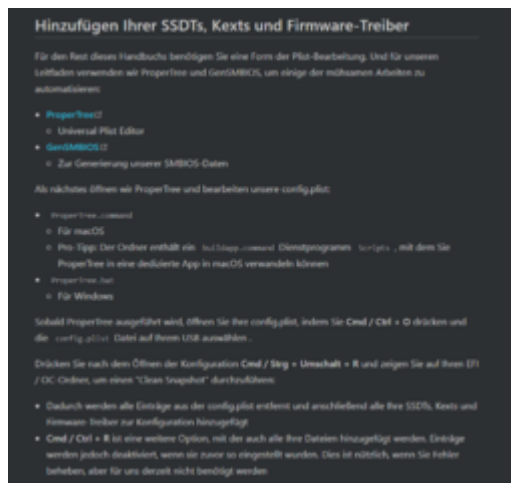 Hinzufügen Ihrer SSDTs, Kexts und Firmware-Treiber
Für den Rest dieses Handbuchs benötigen Sie eine Form der Plist-Bearbeitung. Und für unseren
Leitfaden verwenden wir ProperTree und GenSMBIOS, um einige der mühsamen Arbeiten zu
automatisieren:
ProperTree
Universal Plist Editor
GenSMBIOS
Zur Generierung unserer SMBIOS-Daten
Als nächstes öffnen wir ProperTree und bearbeiten unsere config.plist:
ProperTree.command
Für macOS
Pro-Tipp: Der Ordner enthält ein buildapp.command Dienstprogramm Scripts , mit dem Sie
ProperTree in eine dedizierte App in macOS verwandeln können
ProperTree.bat
Für Windows
Sobald ProperTree ausgeführt wird, öffnen Sie Ihre config.plist, indem Sie Cmd / Ctrl + O drücken und
die config.plist Datei auf Ihrem USB auswählen .
Drücken Sie nach dem Öffnen der Konfiguration Cmd / Strg + Umschalt + R und zeigen Sie auf Ihren EFI
/ OC-Ordner, um einen "Clean Snapshot" durchzuführen:
Dadurch werden alle Einträge aus der config.plist entfernt und anschließend alle Ihre SSDTs, Kexts und
Firmware-Treiber zur Konfiguration hinzugefügt
Cmd / Ctrl + R ist eine weitere Option, mit der auch alle Ihre Dateien hinzugefügt werden. Einträge
werden jedoch deaktiviert, wenn sie zuvor so eingestellt wurden. Dies ist nützlich, wenn Sie Fehler
beheben, aber für uns derzeit nicht benötigt werden